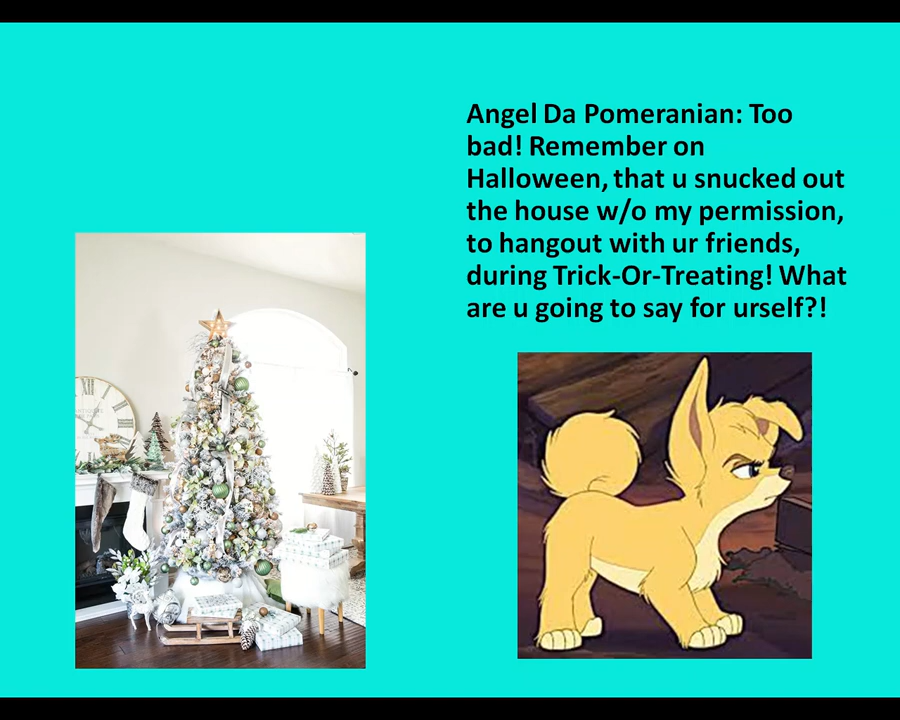 Angel Da Pomeranian: Too
bad! Remember on
Halloween, that u snucked out
the house w/o my permission,
to hangout with ur friends,
during Trick-Or-Treating! What
are u going to say for urself?!